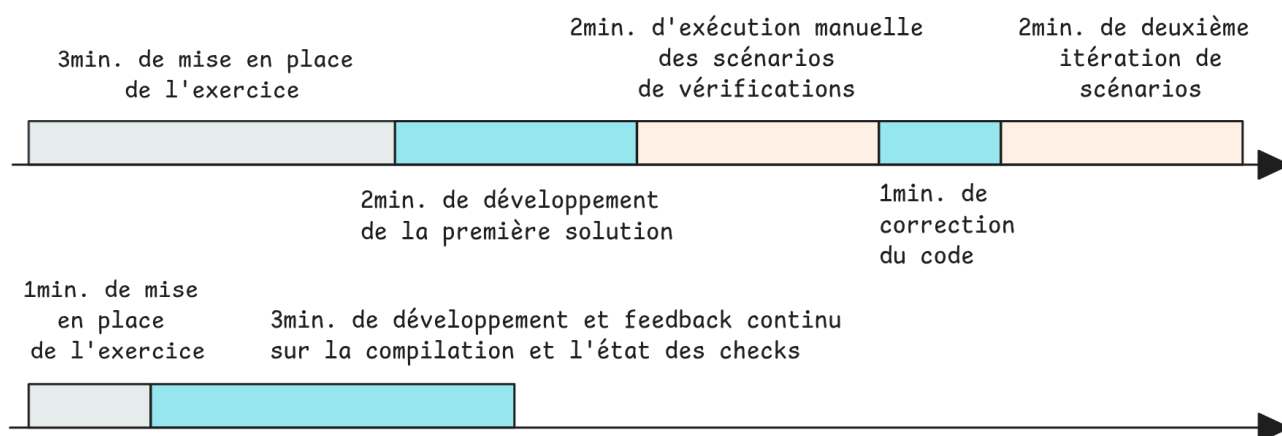 3min. de mise en place
de l'exercice
2min. d'exécution manuelle
des scénarios
de vérifications
2min. de deuxième
itération de
scénarios
2min. de développement
de la première solution
1min. de
correction
du code
1min. de mise
en place
de l'exercice
3min. de développement et feedback continu
sur la compilation et l'état des checks